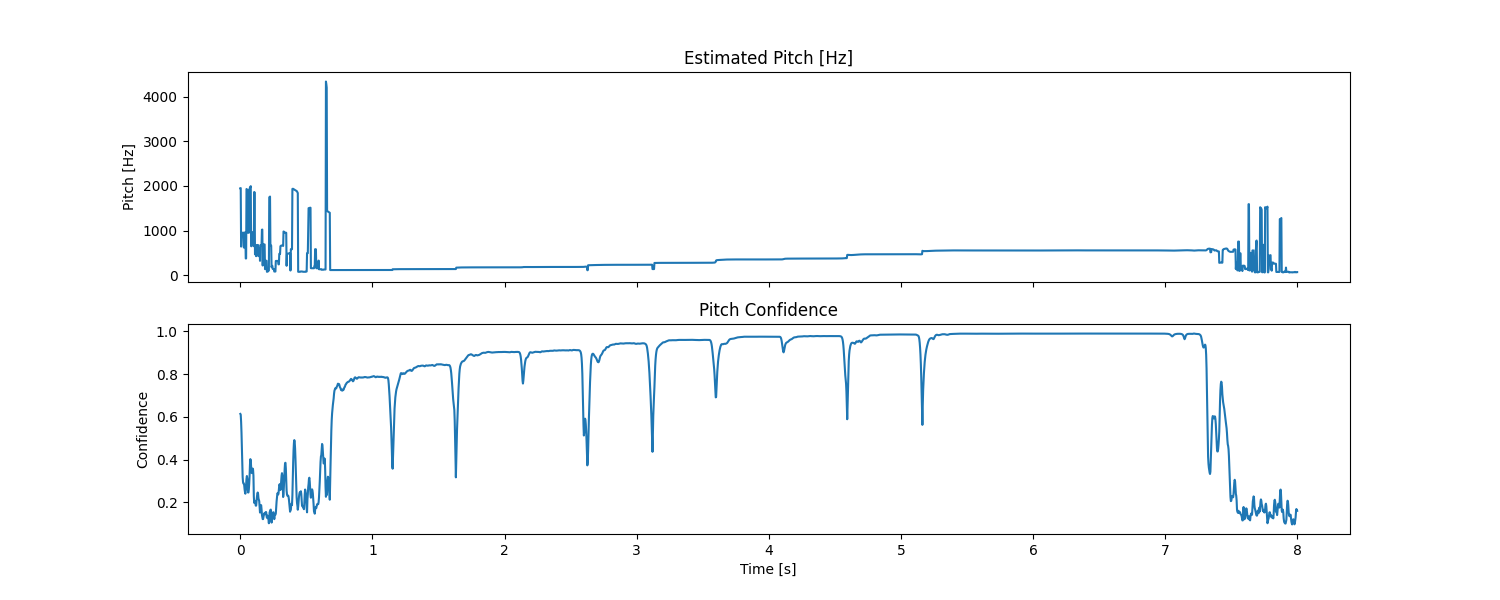 Estimated Pitch [Hz]
4000
3000
2000
1000
0
Pitch [Hz]
Pitch Confidence
1.0
0.8
0.6
0.4
0.2
Confidence
0 1 2 3 4 5 6 7 8
Time [s]